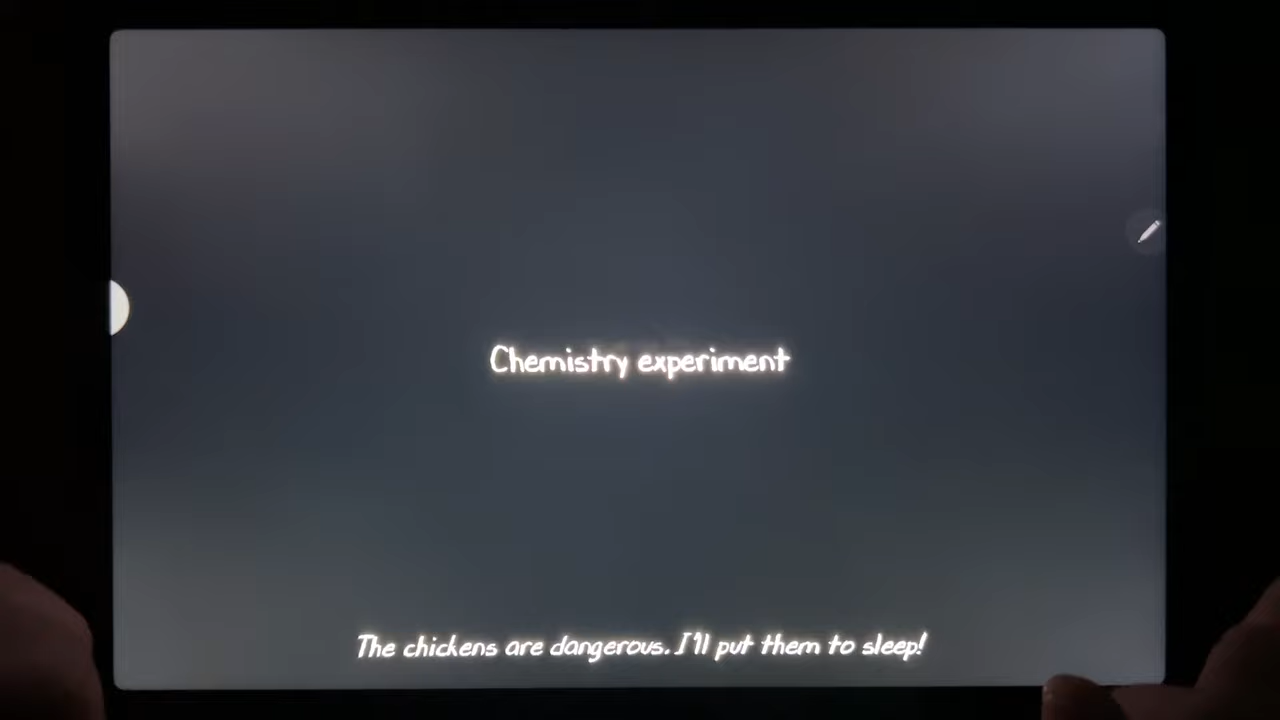 Chemistry experiment
The chickens are dangerous. I'll put them to sleep!